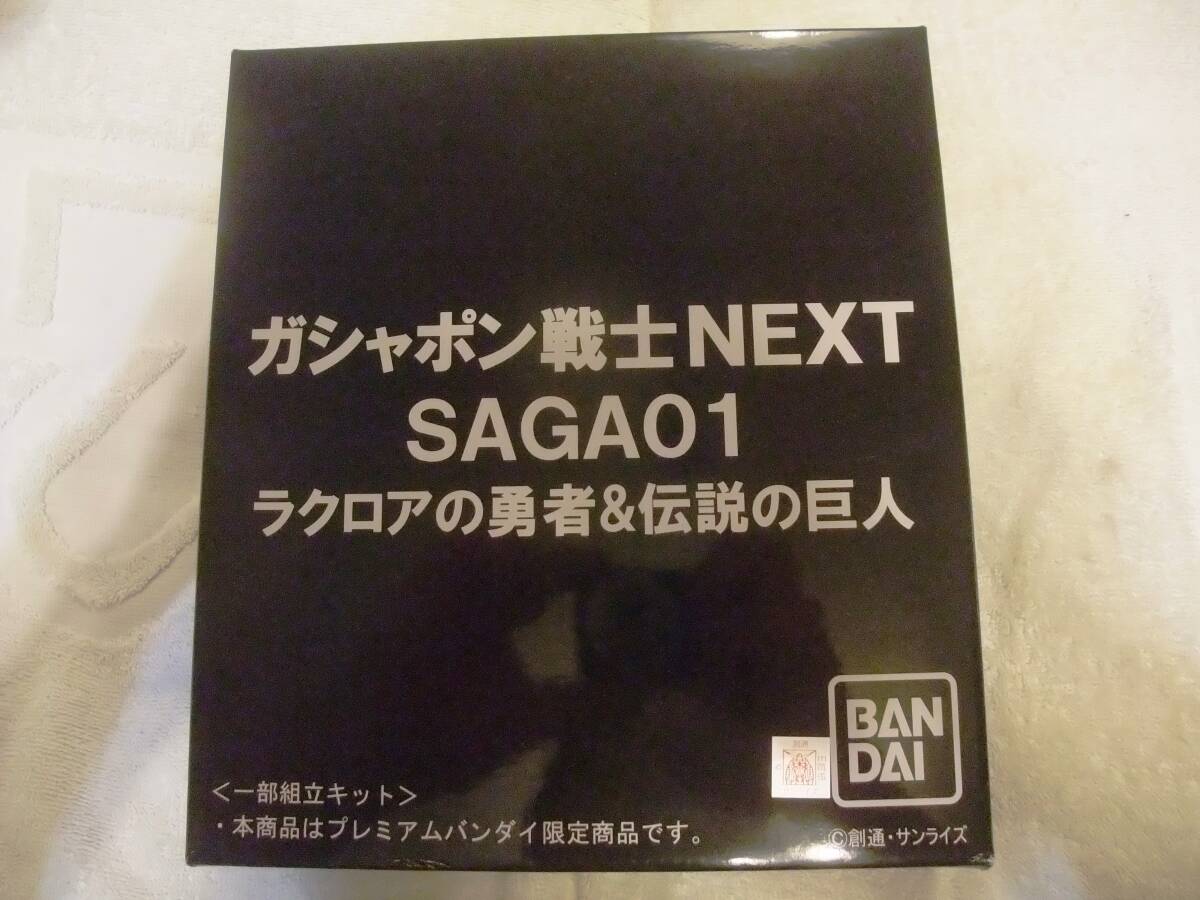 ガシャポン戦士NEXT
SAGA01
ラクロアの勇者&伝説の巨人
BAN
DAI
創通
＜一部組立キット＞
・本商品はプレミアムバンダイ限定商品です。
©創通・サンライズ